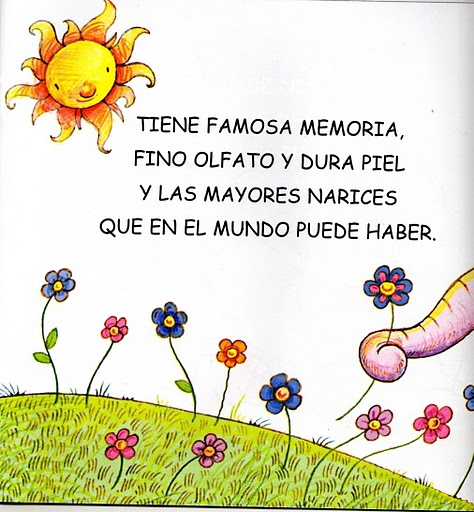 TIENE FAMOSA MEMORIA,
FINO OLFATO Y DURA PIEL
Y LAS MAYORES NARICES
QUE EN EL MUNDO PUEDE HABER.